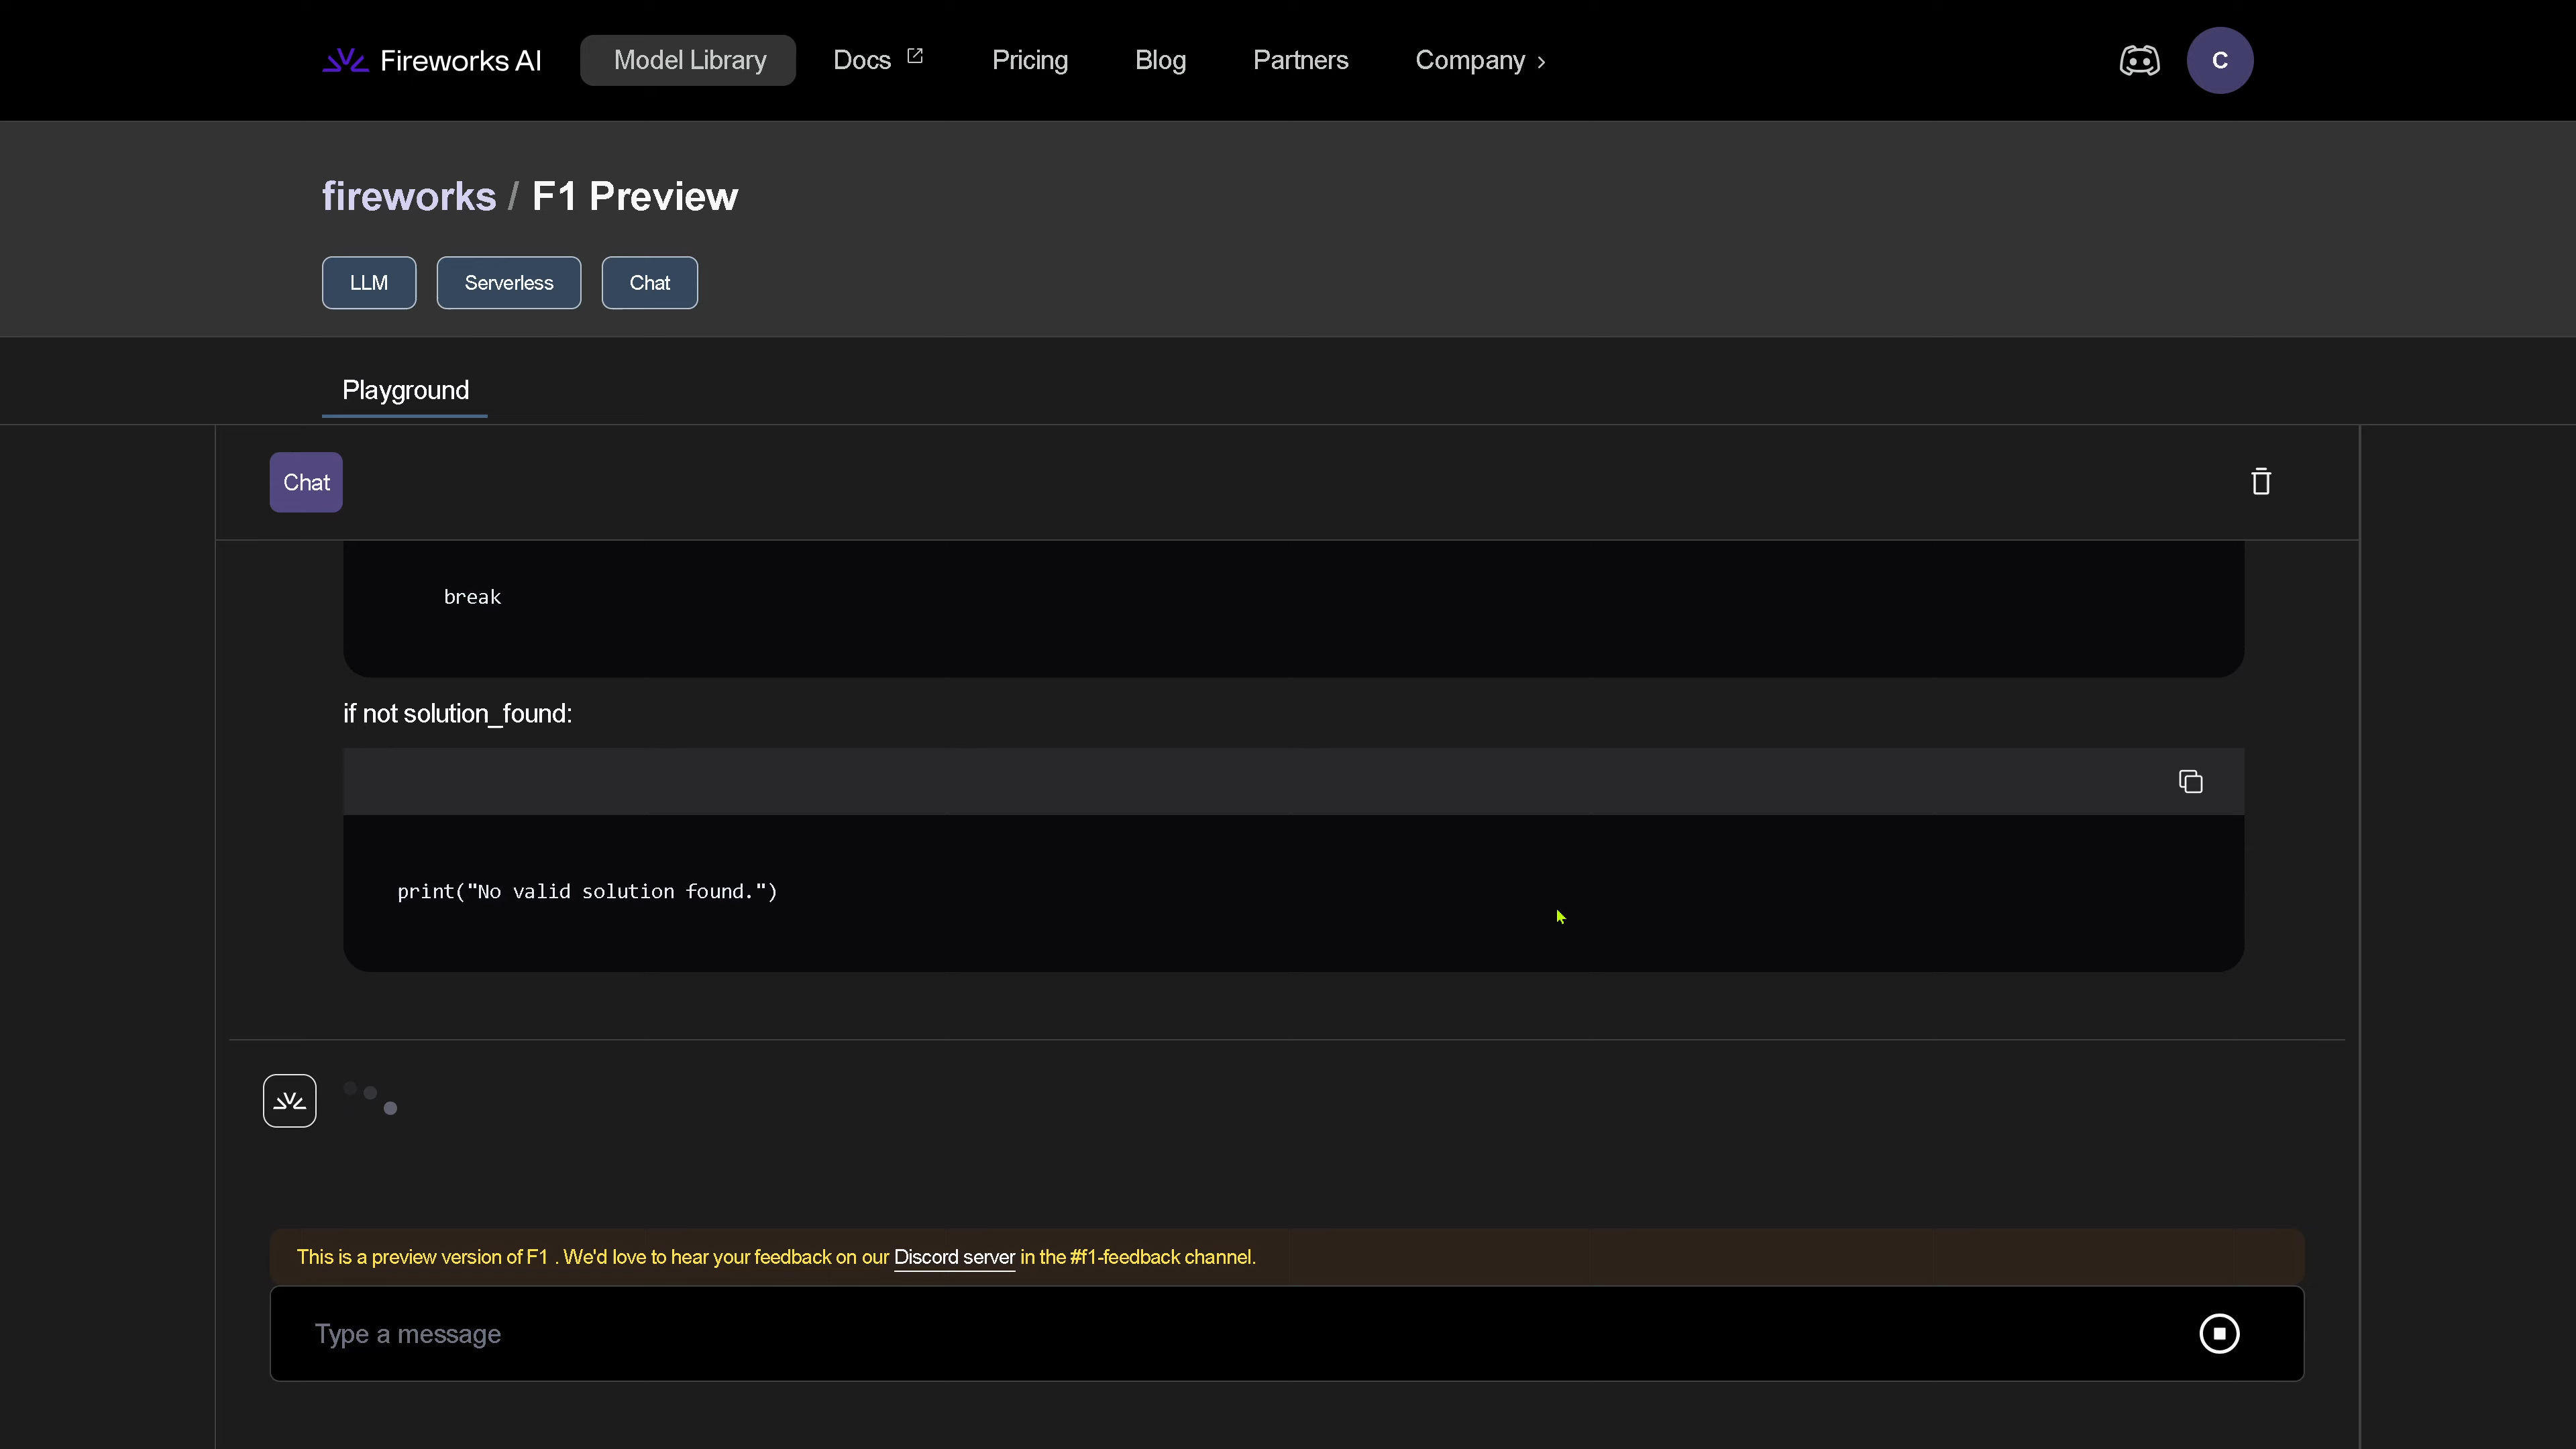 Fireworks AI Model Library Docs Pricing Blog Partners Company C
fireworks / F1 Preview
LLM Serverless Chat
Playground
Chat
break
if not solution_found:
print("No valid solution found.")
This is a preview version of F1 . We'd love to hear your feedback on our Discord server in the #f1-feedback channel.
Type a message